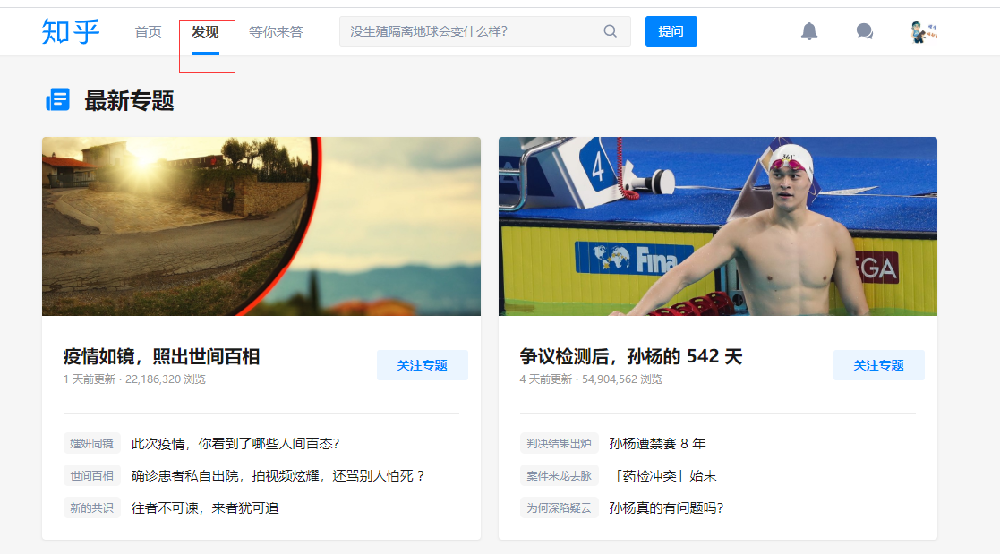 知乎 首页 发现 等你来答 没生殖隔离地球会变什么样? 提问
最新专题
4
361°
Fina
疫情如镜，照出世间百相
1 天前更新 · 22,186,320 浏览
关注专题
媸妍同镜 此次疫情，你看到了哪些人间百态?
世间百相 确诊患者私自出院，拍视频炫耀，还骂别人怕死 ?
新的共识 往者不可谏，来者犹可追
争议检测后，孙杨的 542 天
4 天前更新 · 54,904,562 浏览
关注专题
判决结果出炉 孙杨遭禁赛 8 年
案件来龙去脉 「药检冲突」始末
为何深陷疑云 孙杨真的有问题吗?